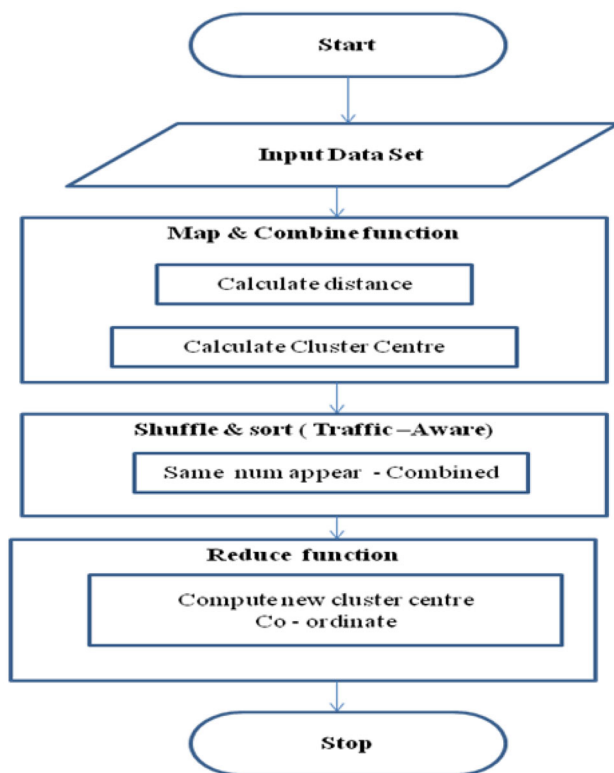 Start
Input Data Set
Map & Combine function
Calculate distance
Calculate Cluster Centre
Shuffle & sort ( Traffic–Aware)
Same num appear - Combined
Reduce function
Compute new cluster centre
Co - ordinate
Stop